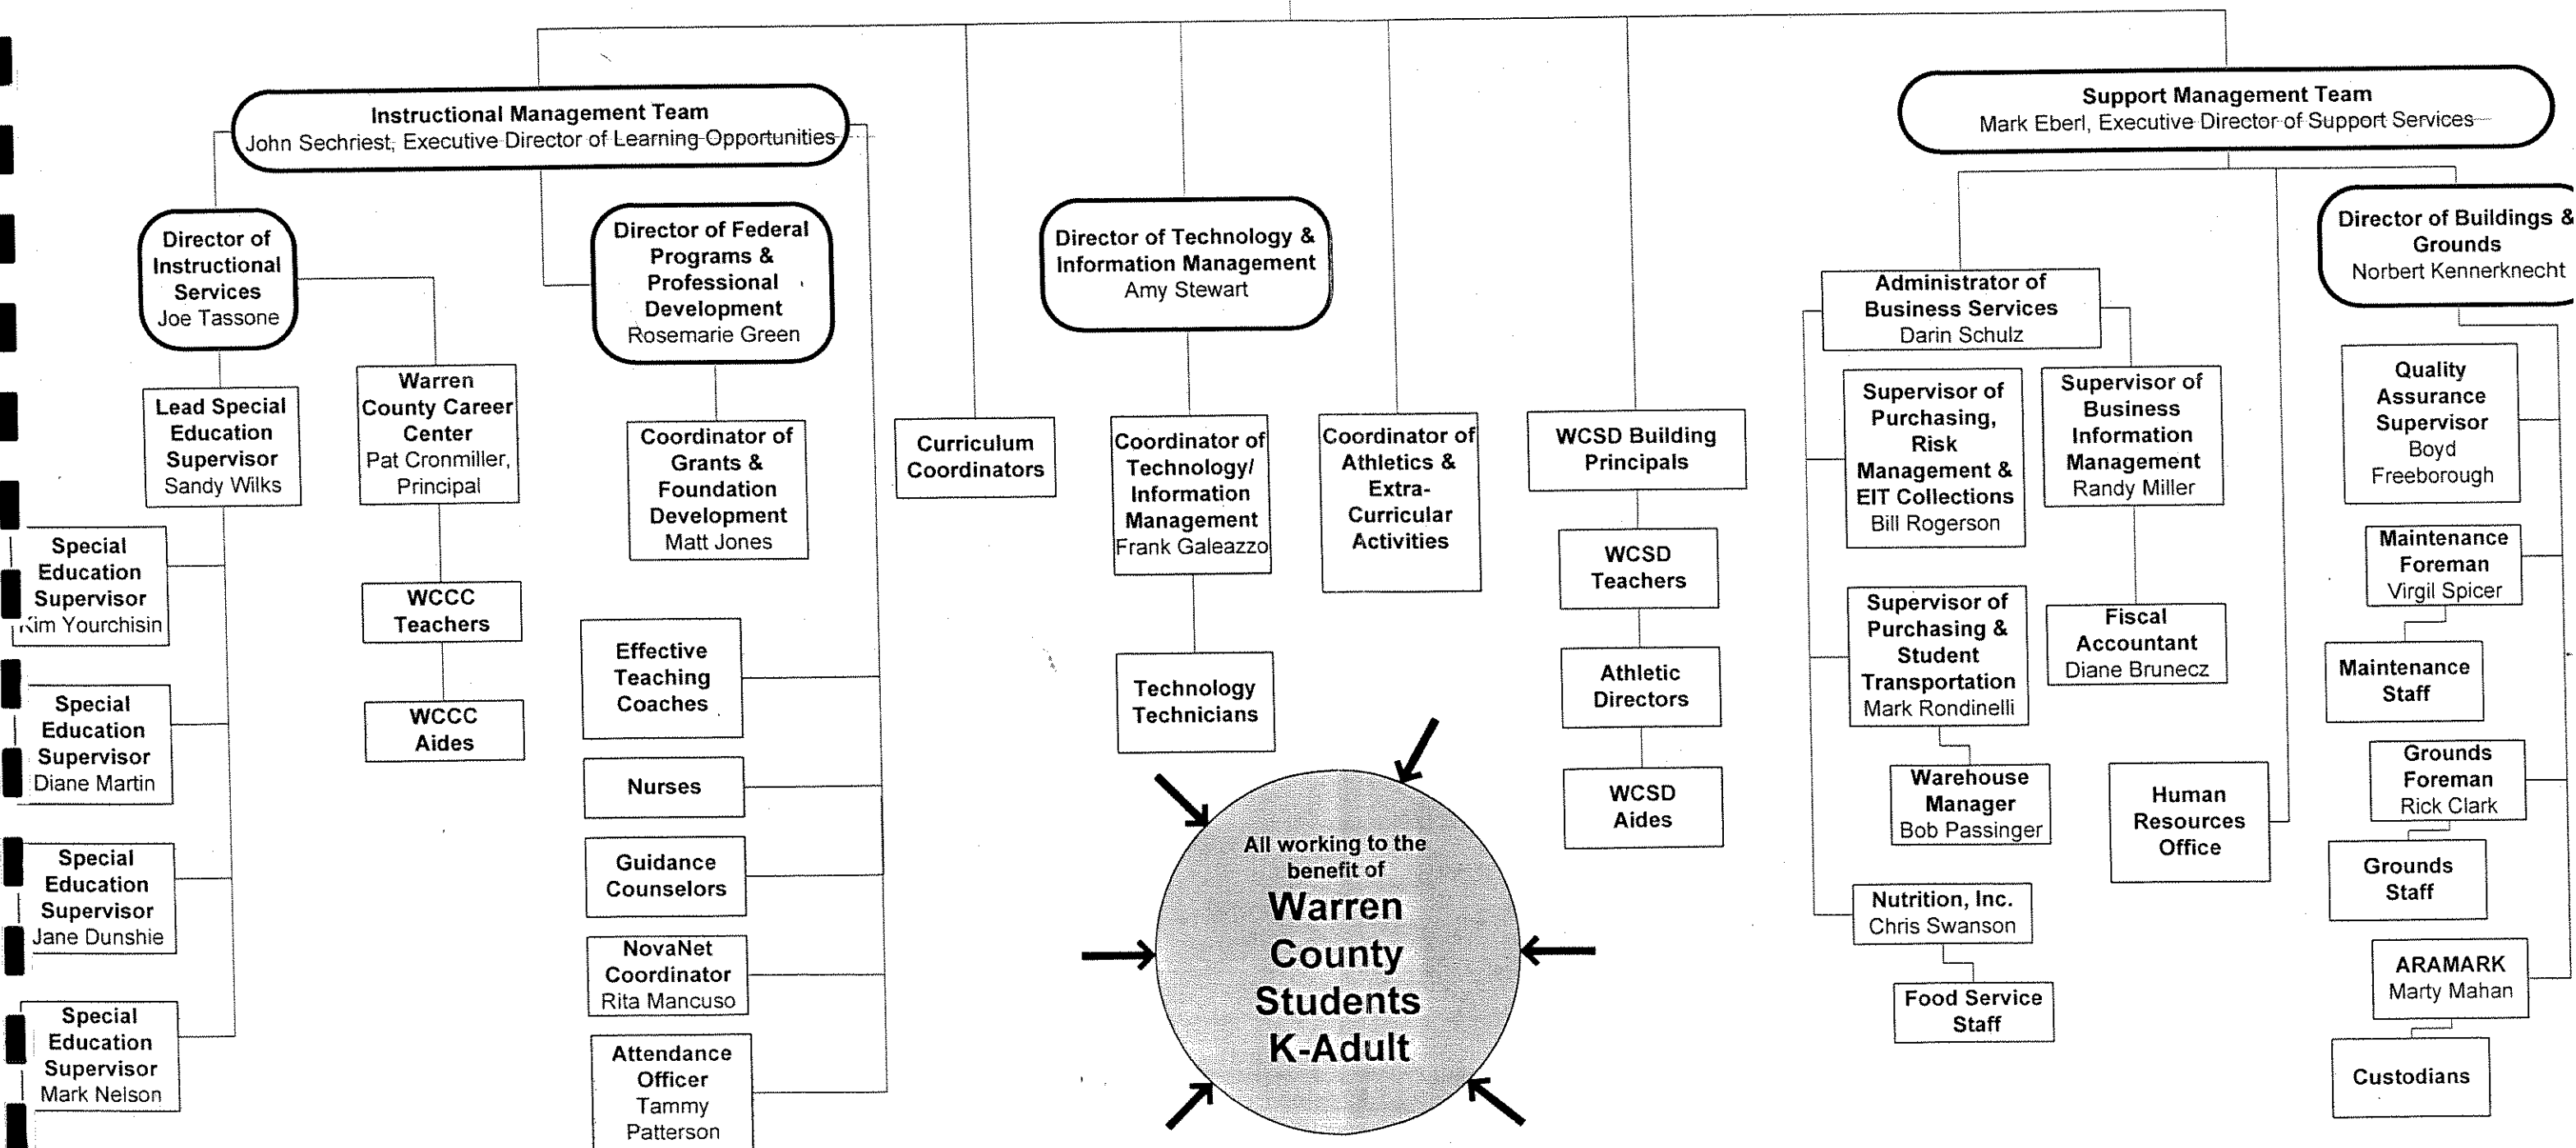 Instructional Management Team
John Sechriest, Executive Director of Learning Opportunities
Support Management Team
Mark Eberl, Executive Director of Support Services
Director of
Instructional
Services
Joe Tassone
Director of Federal
Programs &
Professional
Development
Rosemarie Green
Director of Technology &
Information Management
Amy Stewart
Administrator of
Business Services
Darin Schulz
Director of Buildings &
Grounds
Norbert Kennerknecht
Lead Special
Education
Supervisor
Sandy Wilks
Warren
County Career
Center
Pat Cronmiller,
Principal
Coordinator of
Grants &
Foundation
Development
Matt Jones
Curriculum
Coordinators
Coordinator of
Technology/
Information
Management
Frank Galeazzo
Coordinator of
Athletics &
Extra-
Curricular
Activities
WCSD Building
Principals
Supervisor of
Purchasing,
Risk
Management &
EIT Collections
Bill Rogerson
Supervisor of
Business
Information
Management
Randy Miller
Quality
Assurance
Supervisor
Boyd
Freeborough
Special
Education
Supervisor
Kim Yourchisin
WCCC
Teachers
Effective
Teaching
Coaches
Technology
Technicians
WCSD
Teachers
Supervisor of
Purchasing &
Student
Transportation
Mark Rondinelli
Fiscal
Accountant
Diane Brunecz
Maintenance
Foreman
Virgil Spicer
Maintenance
Staff
Special
Education
Supervisor
Diane Martin
WCCC
Aides
Nurses
Athletic
Directors
Warehouse
Manager
Bob Passinger
Human
Resources
Office
Grounds
Foreman
Rick Clark
Special
Education
Supervisor
Jane Dunshie
Guidance
Counselors
WCSD
Aides
Nutrition, Inc.
Chris Swanson
Grounds
Staff
NovaNet
Coordinator
Rita Mancuso
Food Service
Staff
ARAMARK
Marty Mahan
Special
Education
Supervisor
Mark Nelson
Attendance
Officer
Tammy
Patterson
Custodians
All working to the
benefit of
Warren
County
Students
K-Adult